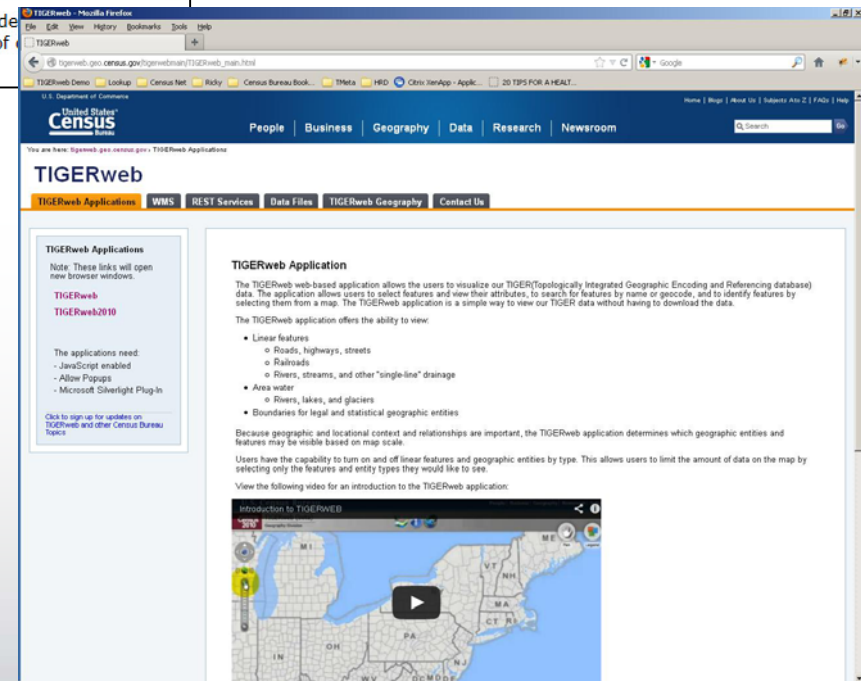 de
of
TIGERweb - Mozilla Firefox
File Edit View History Bookmarks Tools Help
TIGERweb
tigerweb.geo.census.gov/tigerwebmain/TIGERweb_main.html
Google
TIGERweb Demo Lookup Census Net Ricky Census Bureau Book... TMeta HRD Citrix XenApp - Applic... 20 TIPS FOR A HEALT...
U.S. Department of Commerce
Home | Blogs | About Us | Subjects A to Z | FAQs | Help
United States®
Census
Bureau
People Business Geography Data Research Newsroom
Search Go
You are here: tigerweb.geo.census.gov › TIGERweb Applications
TIGERweb
TIGERweb Applications WMS REST Services Data Files TIGERweb Geography Contact Us
TIGERweb Applications
Note: These links will open
new browser windows.
TIGERweb
TIGERweb2010
The applications need:
- JavaScript enabled
- Allow Popups
- Microsoft Silverlight Plug-In
Click to sign up for updates on
TIGERweb and other Census Bureau
Topics
TIGERweb Application
The TIGERweb web-based application allows the users to visualize our TIGER(Topologically Integrated Geographic Encoding and Referencing database)
data. The application allows users to select features and view their attributes, to search for features by name or geocode, and to identify features by
selecting them from a map. The TIGERweb application is a simple way to view our TIGER data without having to download the data.
The TIGERweb application offers the ability to view:
• Linear features
o Roads, highways, streets
o Railroads
o Rivers, streams, and other "single-line" drainage
• Area water
o Rivers, lakes, and glaciers
• Boundaries for legal and statistical geographic entities
Because geographic and locational context and relationships are important, the TIGERweb application determines which geographic entities and
features may be visible based on map scale.
Users have the capability to turn on and off linear features and geographic entities by type. This allows users to limit the amount of data on the map by
selecting only the features and entity types they would like to see.
View the following video for an introduction to the TIGERweb application:
Introduction to TIGERWEB
Census
2010
ME
MI
VT
NH
MA
CT RI
PA
OH
IN
NJ
WV DC MD DE